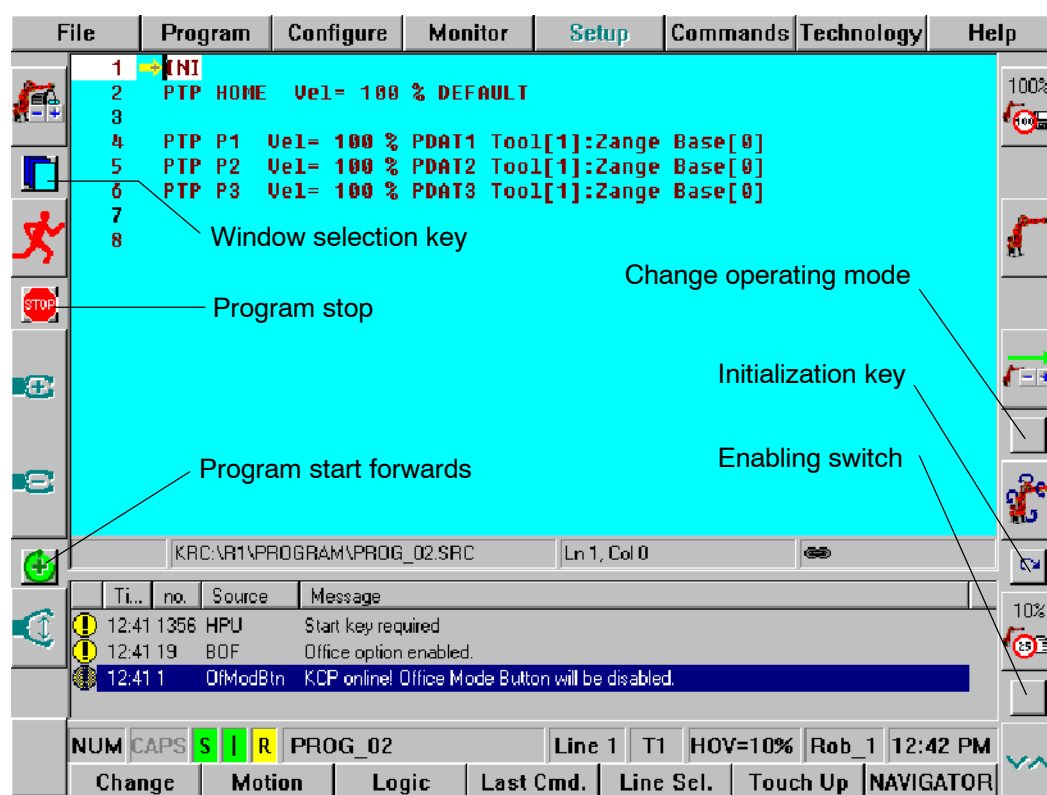 File Program Configure Monitor Setup Commands Technology Help
1 INI
2 PTP HOME Vel= 100 % DEFAULT
3
4 PTP P1 Vel= 100 % PDAT1 Tool[1]:Zange Base[0]
5 PTP P2 Vel= 100 % PDAT2 Tool[1]:Zange Base[0]
6 PTP P3 Vel= 100 % PDAT3 Tool[1]:Zange Base[0]
7
8
100%
100
Window selection key
Change operating mode
STOP
Program stop
Initialization key
Enabling switch
Program start forwards
KRC:\R1\PROGRAM\PROG_02.SRC Ln 1, Col 0
Ti... no. Source Message
12:41 1356 HPU Start key required
12:41 19 BOF Office option enabled.
12:41 1 OfModBtn KCP online! Office Mode Button will be disabled.
10%
25
NUM CAPS S I R PROG_02 Line 1 T1 HOV=10% Rob_1 12:42 PM
Change Motion Logic Last Cmd. Line Sel. Touch Up NAVIGATOR